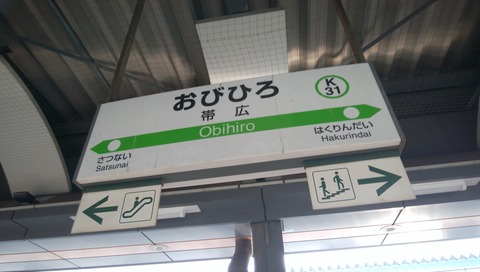 おびひろ
帯広
Obihiro
K
31
さつない
Satsunai
はくりんだい
Hakurindai